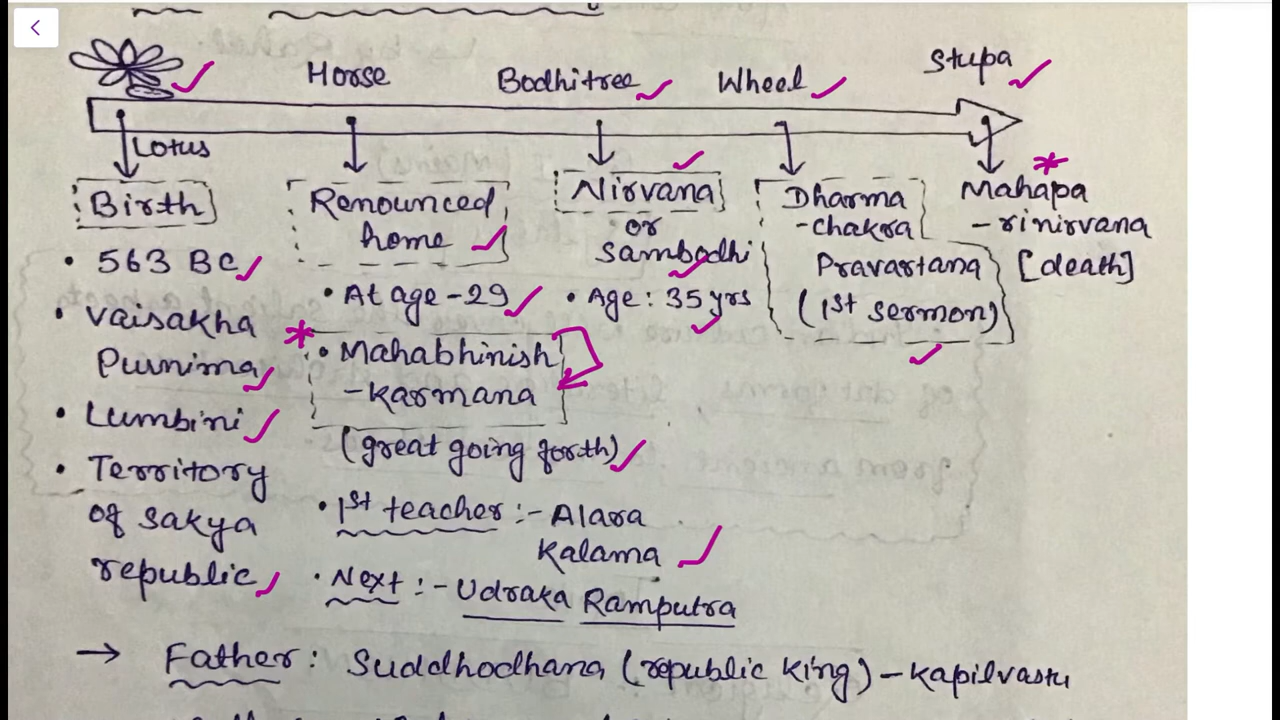 Horse
Bodhitree
Wheel
Stupa
Lotus
Birth
• 563 BC
• Vaisakha
Purnima
• Lumbini
• Territory
of Sakya
republic
Renounced
home
• At age - 29
• Mahabhinish
-karmana
(great going forth)
• 1st teacher :- Alara
Kalama
• Next :- Udraka Ramputra
Nirvana
or
Sambodhi
• Age : 35 yrs
Dharma
-chakra
Pravartana
(1st sermon)
Mahapa
-rinirvana
[death]
→ Father : Suddhodhana (republic king) - Kapilvastu